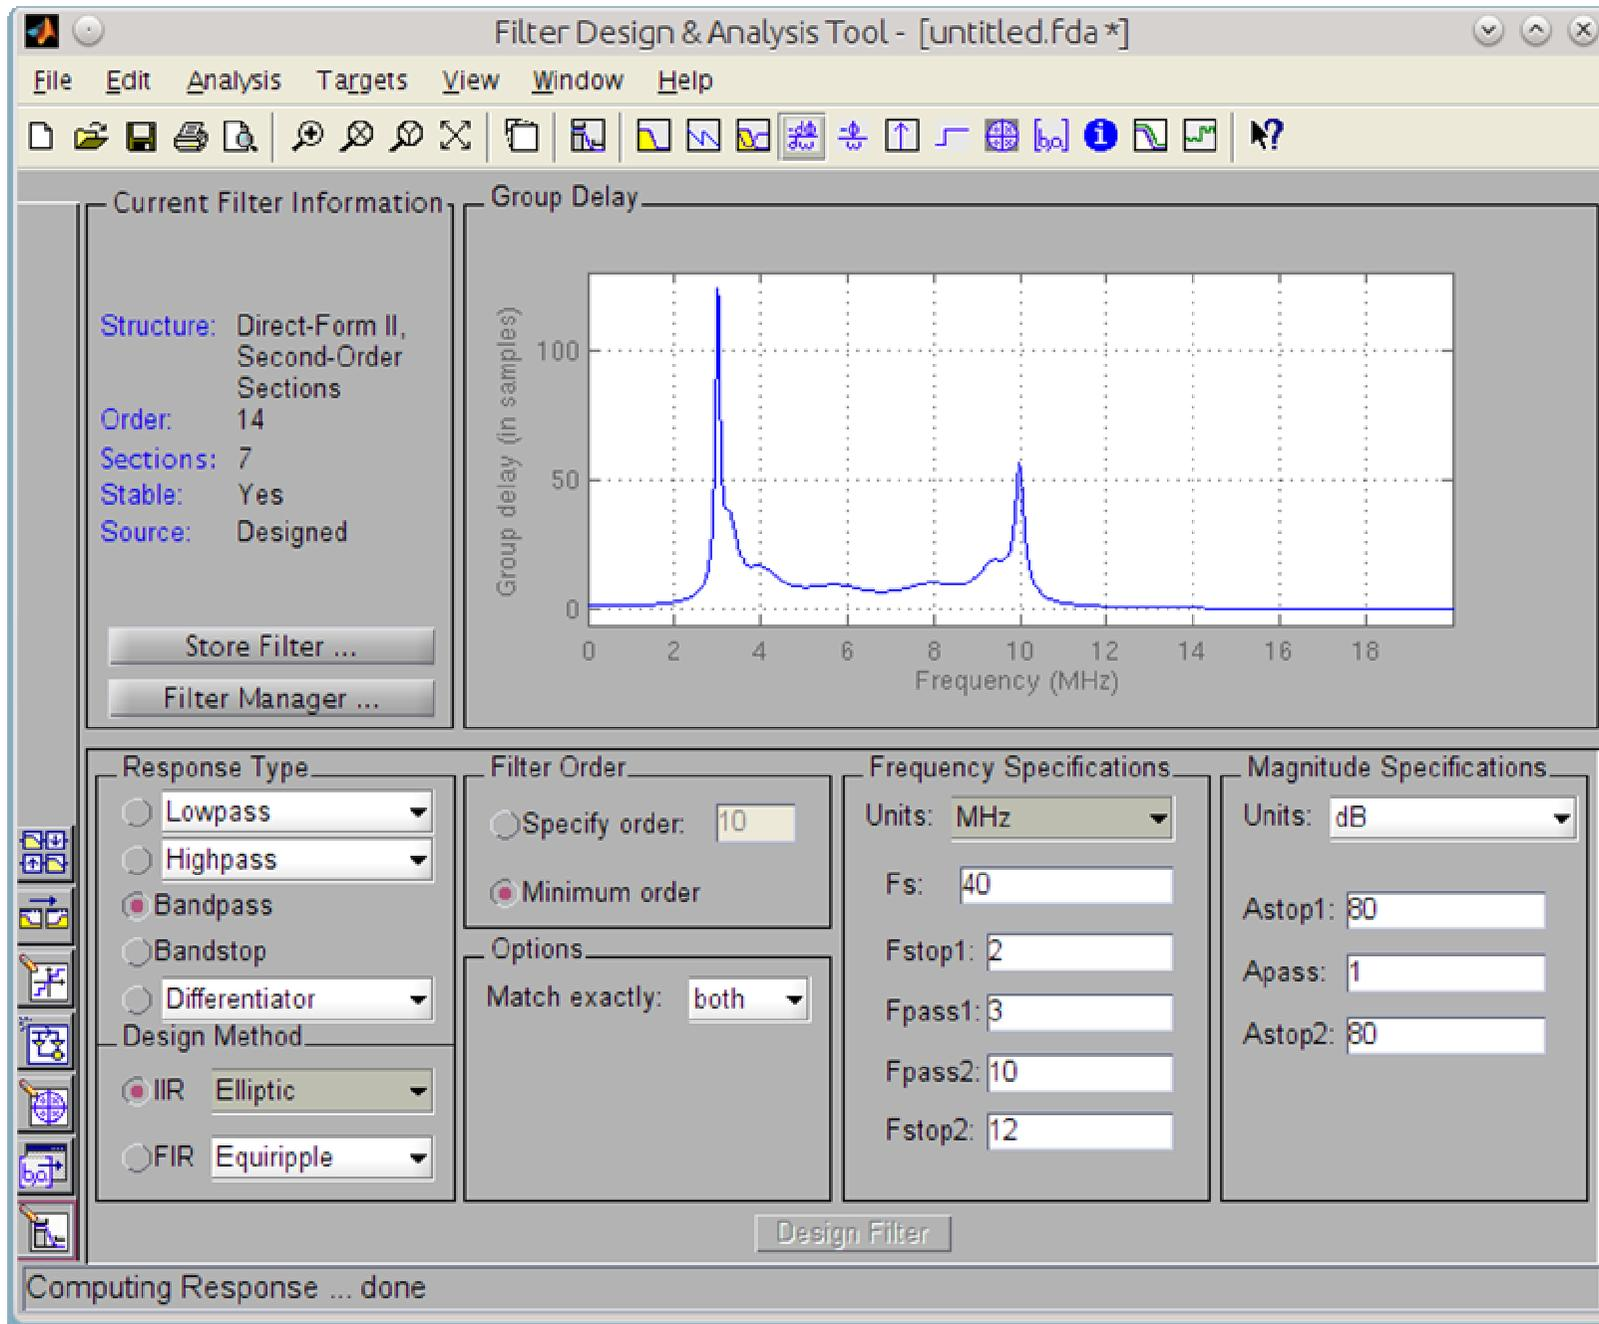 Filter Design & Analysis Tool - [untitled.fda *]
File Edit Analysis Targets View Window Help
Current Filter Information
Structure: Direct-Form II,
Second-Order
Sections
Order: 14
Sections: 7
Stable: Yes
Source: Designed
Store Filter ...
Filter Manager ...
Group Delay
Group delay (in samples)
100
50
0
0 2 4 6 8 10 12 14 16 18
Frequency (MHz)
Response Type
Lowpass
Highpass
Bandpass
Bandstop
Differentiator
Design Method
IIR Elliptic
FIR Equiripple
Filter Order
Specify order: 10
Minimum order
Options
Match exactly: both
Frequency Specifications
Units: MHz
Fs: 40
Fstop1: 2
Fpass1: 3
Fpass2: 10
Fstop2: 12
Magnitude Specifications
Units: dB
Astop1: 80
Apass: 1
Astop2: 80
Design Filter
Computing Response ... done